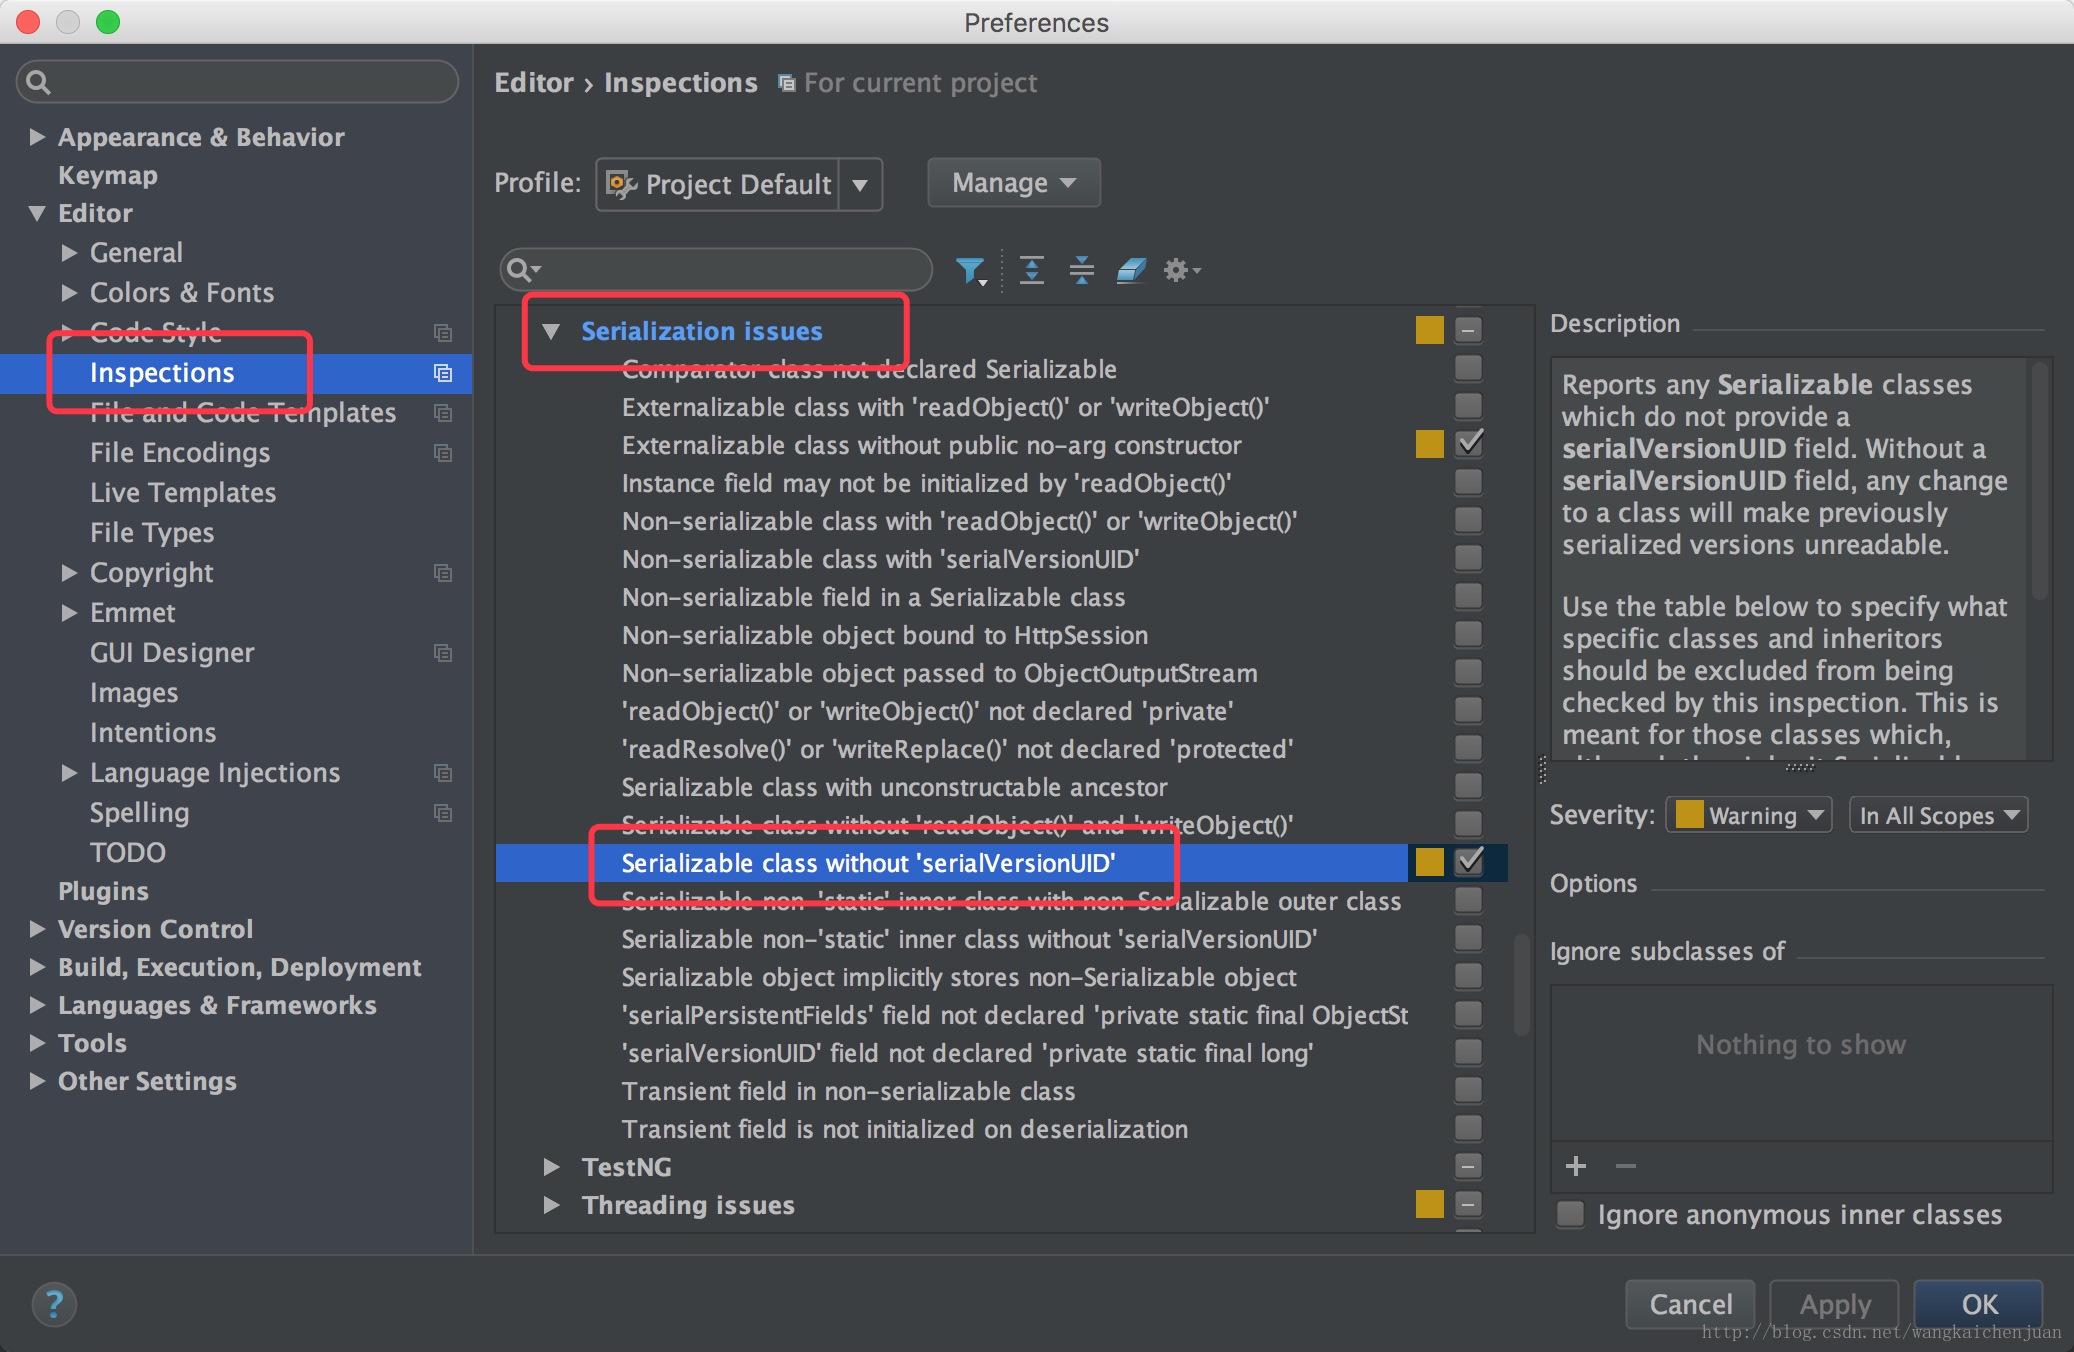 Preferences
Editor › Inspections For current project
Appearance & Behavior
Keymap
Editor
General
Colors & Fonts
Code Style
Inspections
File and Code Templates
File Encodings
Live Templates
File Types
Copyright
Emmet
GUI Designer
Images
Intentions
Language Injections
Spelling
TODO
Plugins
Version Control
Build, Execution, Deployment
Languages & Frameworks
Tools
Other Settings
Profile: Project Default Manage
Serialization issues
Comparator class not declared Serializable
Externalizable class with 'readObject()' or 'writeObject()'
Externalizable class without public no-arg constructor
Instance field may not be initialized by 'readObject()'
Non-serializable class with 'readObject()' or 'writeObject()'
Non-serializable class with 'serialVersionUID'
Non-serializable field in a Serializable class
Non-serializable object bound to HttpSession
Non-serializable object passed to ObjectOutputStream
'readObject()' or 'writeObject()' not declared 'private'
'readResolve()' or 'writeReplace()' not declared 'protected'
Serializable class with unconstructable ancestor
Serializable class without 'readObject()' and 'writeObject()'
Serializable class without 'serialVersionUID'
Serializable non-'static' inner class with non-Serializable outer class
Serializable non-'static' inner class without 'serialVersionUID'
Serializable object implicitly stores non-Serializable object
'serialPersistentFields' field not declared 'private static final ObjectSt
'serialVersionUID' field not declared 'private static final long'
Transient field in non-serializable class
Transient field is not initialized on deserialization
TestNG
Threading issues
Description
Reports any Serializable classes
which do not provide a
serialVersionUID field. Without a
serialVersionUID field, any change
to a class will make previously
serialized versions unreadable.
Use the table below to specify what
specific classes and inheritors
should be excluded from being
checked by this inspection. This is
meant for those classes which,
Severity: Warning In All Scopes
Options
Ignore subclasses of
Nothing to show
+ −
Ignore anonymous inner classes
?
Cancel Apply OK
http://blog.csdn.net/wangkaichenjuan